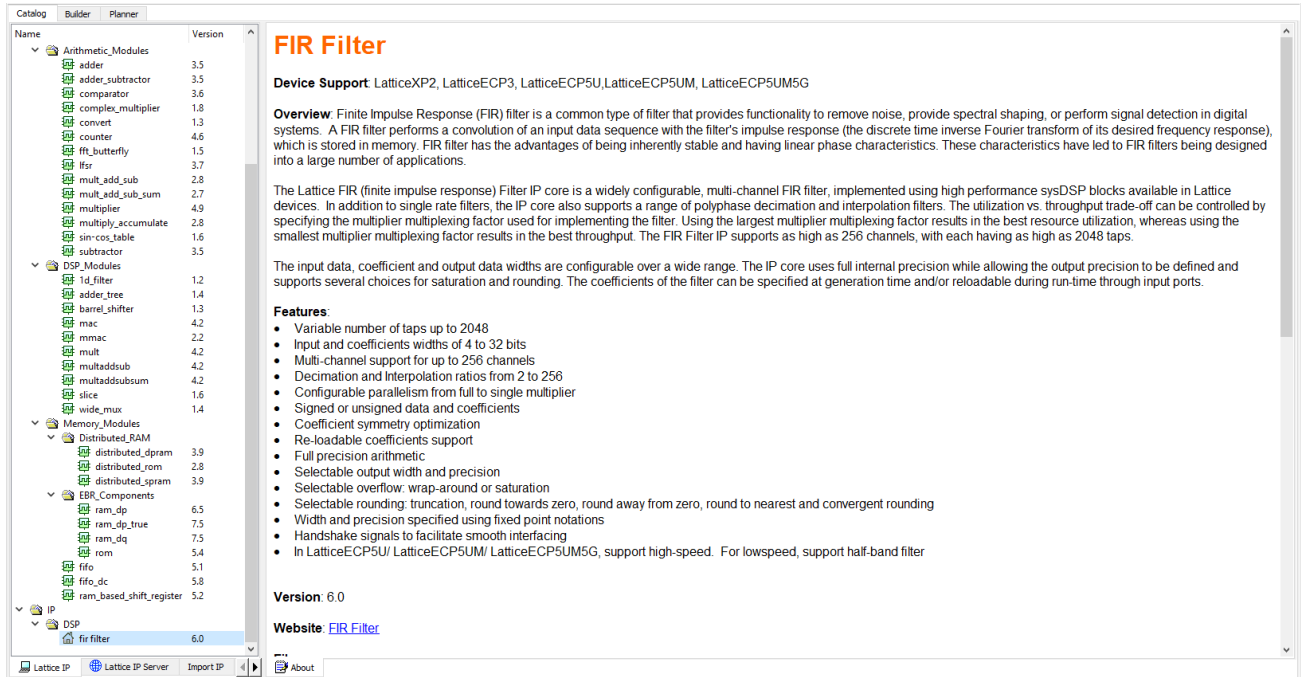 Catalog Builder Planner
Name Version
Arithmetic_Modules
adder 3.5
adder_subtractor 3.5
comparator 3.6
complex_multiplier 1.8
convert 1.3
counter 4.6
fft_butterfly 1.5
lfsr 3.7
mult_add_sub 2.8
mult_add_sub_sum 2.7
multiplier 4.9
multiply_accumulate 2.8
sin-cos_table 1.6
subtractor 3.5
DSP_Modules
1d_filter 1.2
adder_tree 1.4
barrel_shifter 1.3
mac 4.2
mmac 2.2
mult 4.2
multaddsub 4.2
multaddsubsum 4.2
slice 1.6
wide_mux 1.4
Memory_Modules
Distributed_RAM
distributed_dpram 3.9
distributed_rom 2.8
distributed_spram 3.9
EBR_Components
ram_dp 6.5
ram_dp_true 7.5
ram_dq 7.5
rom 5.4
fifo 5.1
fifo_dc 5.8
ram_based_shift_register 5.2
IP
DSP
fir filter 6.0
Lattice IP Lattice IP Server Import IP
FIR Filter
Device Support: LatticeXP2, LatticeECP3, LatticeECP5U,LatticeECP5UM, LatticeECP5UM5G
Overview: Finite Impulse Response (FIR) filter is a common type of filter that provides functionality to remove noise, provide spectral shaping, or perform signal detection in digital
systems. A FIR filter performs a convolution of an input data sequence with the filter's impulse response (the discrete time inverse Fourier transform of its desired frequency response),
which is stored in memory. FIR filter has the advantages of being inherently stable and having linear phase characteristics. These characteristics have led to FIR filters being designed
into a large number of applications.
The Lattice FIR (finite impulse response) Filter IP core is a widely configurable, multi-channel FIR filter, implemented using high performance sysDSP blocks available in Lattice
devices. In addition to single rate filters, the IP core also supports a range of polyphase decimation and interpolation filters. The utilization vs. throughput trade-off can be controlled by
specifying the multiplier multiplexing factor used for implementing the filter. Using the largest multiplier multiplexing factor results in the best resource utilization, whereas using the
smallest multiplier multiplexing factor results in the best throughput. The FIR Filter IP supports as high as 256 channels, with each having as high as 2048 taps.
The input data, coefficient and output data widths are configurable over a wide range. The IP core uses full internal precision while allowing the output precision to be defined and
supports several choices for saturation and rounding. The coefficients of the filter can be specified at generation time and/or reloadable during run-time through input ports.
Features:
• Variable number of taps up to 2048
• Input and coefficients widths of 4 to 32 bits
• Multi-channel support for up to 256 channels
• Decimation and Interpolation ratios from 2 to 256
• Configurable parallelism from full to single multiplier
• Signed or unsigned data and coefficients
• Coefficient symmetry optimization
• Re-loadable coefficients support
• Full precision arithmetic
• Selectable output width and precision
• Selectable overflow: wrap-around or saturation
• Selectable rounding: truncation, round towards zero, round away from zero, round to nearest and convergent rounding
• Width and precision specified using fixed point notations
• Handshake signals to facilitate smooth interfacing
• In LatticeECP5U/ LatticeECP5UM/ LatticeECP5UM5G, support high-speed. For lowspeed, support half-band filter
Version: 6.0
Website: FIR Filter
About